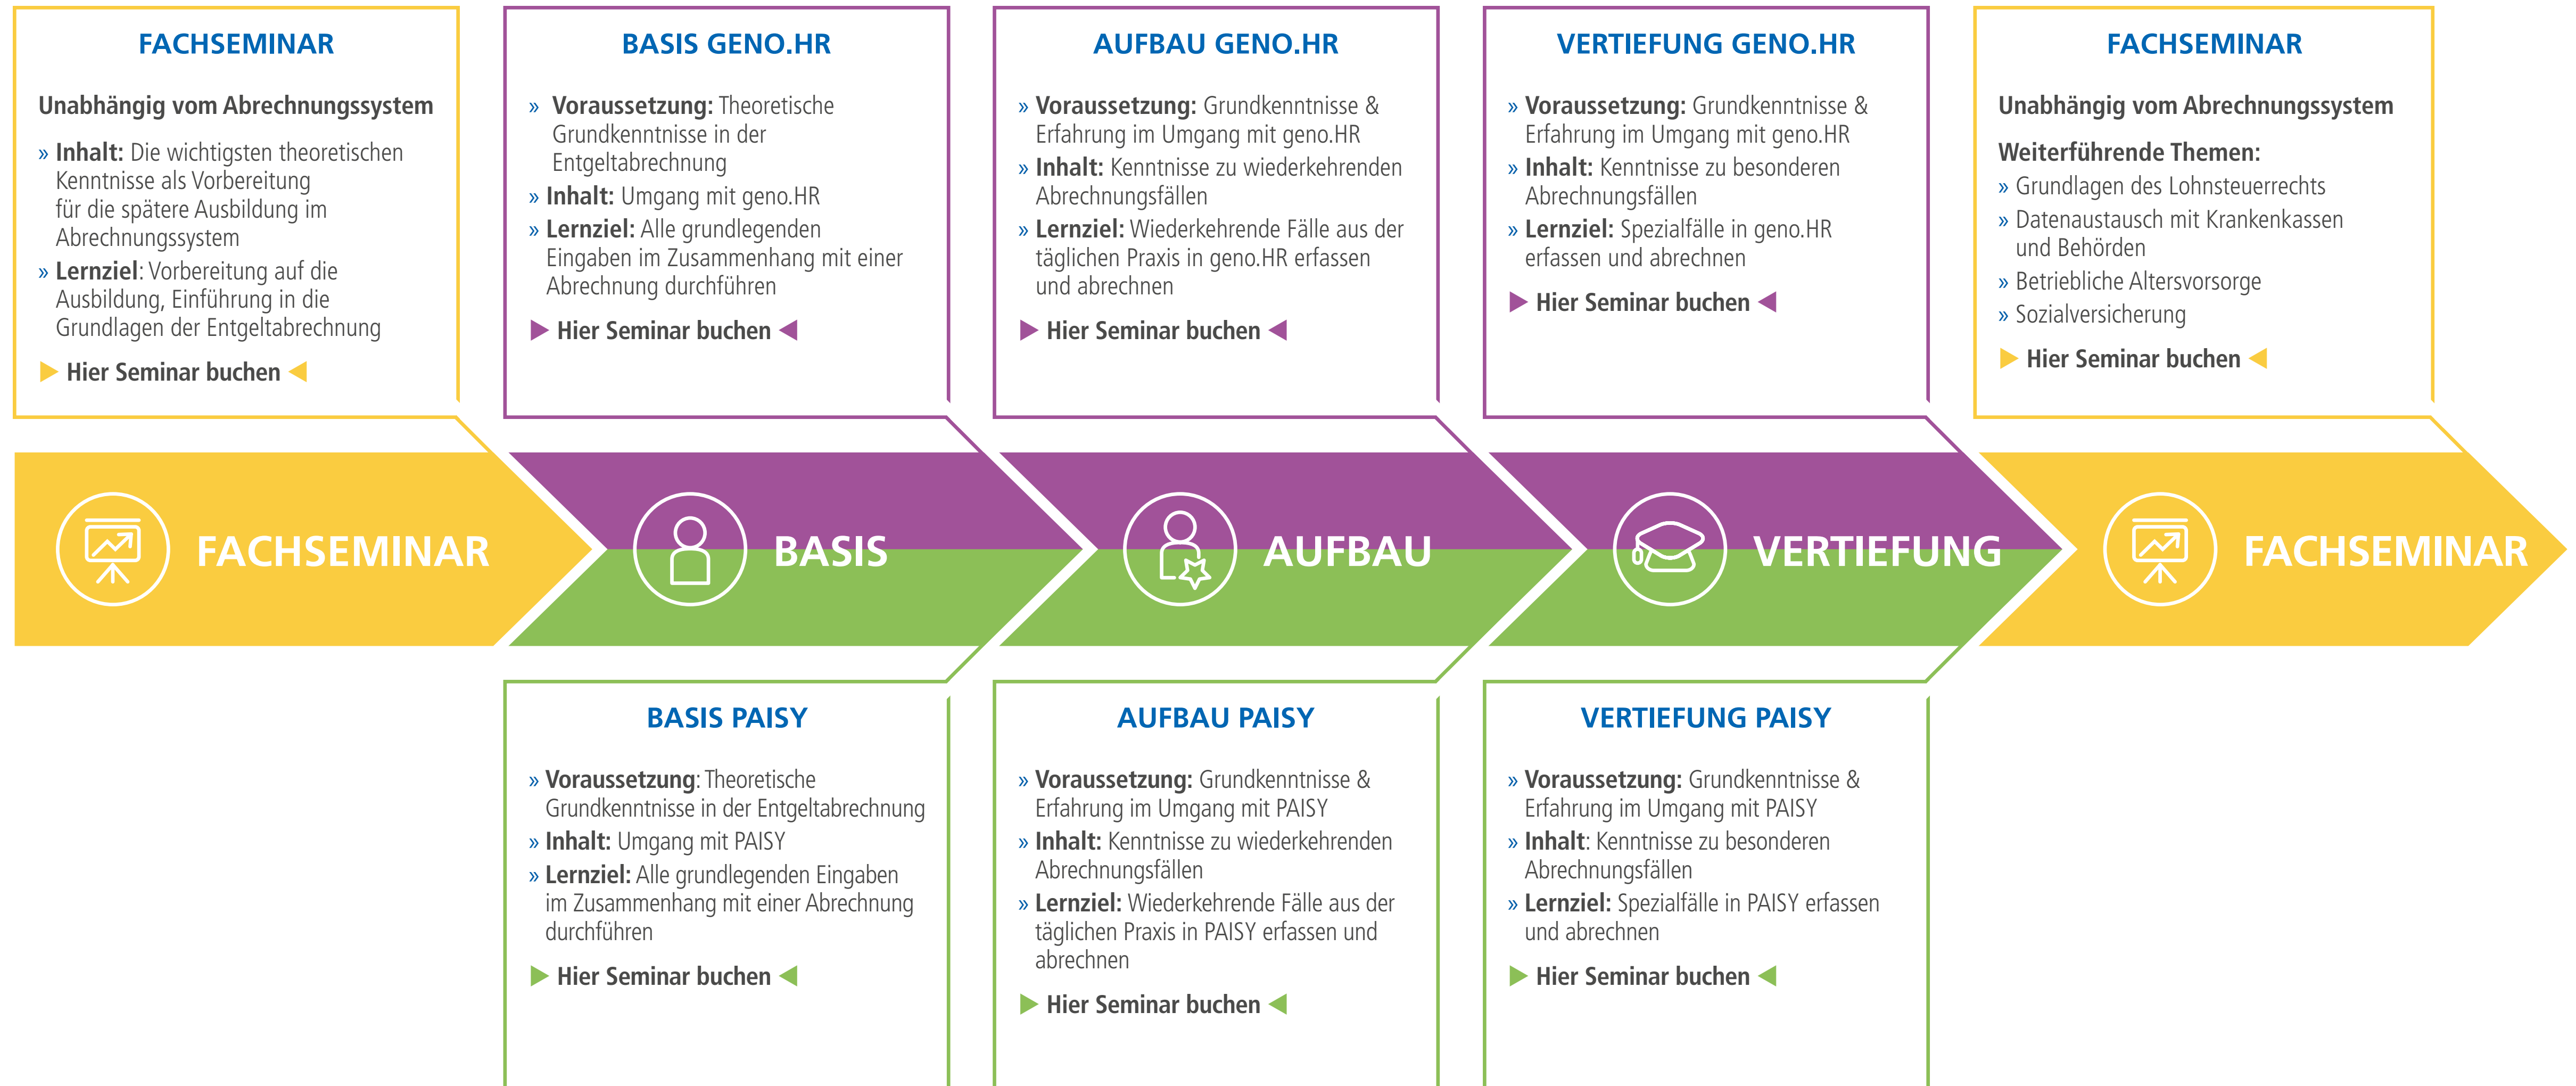 FACHSEMINAR
Unabhängig vom Abrechnungssystem
» Inhalt: Die wichtigsten theoretischen
Kenntnisse als Vorbereitung
für die spätere Ausbildung im
Abrechnungssystem
» Lernziel: Vorbereitung auf die
Ausbildung, Einführung in die
Grundlagen der Entgeltabrechnung
▶ Hier Seminar buchen ◀
BASIS GENO.HR
» Voraussetzung: Theoretische
Grundkenntnisse in der
Entgeltabrechnung
» Inhalt: Umgang mit geno.HR
» Lernziel: Alle grundlegenden
Eingaben im Zusammenhang mit einer
Abrechnung durchführen
▶ Hier Seminar buchen ◀
AUFBAU GENO.HR
» Voraussetzung: Grundkenntnisse &
Erfahrung im Umgang mit geno.HR
» Inhalt: Kenntnisse zu wiederkehrenden
Abrechnungsfällen
» Lernziel: Wiederkehrende Fälle aus der
täglichen Praxis in geno.HR erfassen
und abrechnen
▶ Hier Seminar buchen ◀
VERTIEFUNG GENO.HR
» Voraussetzung: Grundkenntnisse &
Erfahrung im Umgang mit geno.HR
» Inhalt: Kenntnisse zu besonderen
Abrechnungsfällen
» Lernziel: Spezialfälle in geno.HR
erfassen und abrechnen
▶ Hier Seminar buchen ◀
FACHSEMINAR
Unabhängig vom Abrechnungssystem
Weiterführende Themen:
» Grundlagen des Lohnsteuerrechts
» Datenaustausch mit Krankenkassen
und Behörden
» Betriebliche Altersvorsorge
» Sozialversicherung
▶ Hier Seminar buchen ◀
FACHSEMINAR
BASIS
AUFBAU
VERTIEFUNG
FACHSEMINAR
BASIS PAISY
» Voraussetzung: Theoretische
Grundkenntnisse in der Entgeltabrechnung
» Inhalt: Umgang mit PAISY
» Lernziel: Alle grundlegenden Eingaben
im Zusammenhang mit einer Abrechnung
durchführen
▶ Hier Seminar buchen ◀
AUFBAU PAISY
» Voraussetzung: Grundkenntnisse &
Erfahrung im Umgang mit PAISY
» Inhalt: Kenntnisse zu wiederkehrenden
Abrechnungsfällen
» Lernziel: Wiederkehrende Fälle aus der
täglichen Praxis in PAISY erfassen und
abrechnen
▶ Hier Seminar buchen ◀
VERTIEFUNG PAISY
» Voraussetzung: Grundkenntnisse &
Erfahrung im Umgang mit PAISY
» Inhalt: Kenntnisse zu besonderen
Abrechnungsfällen
» Lernziel: Spezialfälle in PAISY erfassen
und abrechnen
▶ Hier Seminar buchen ◀